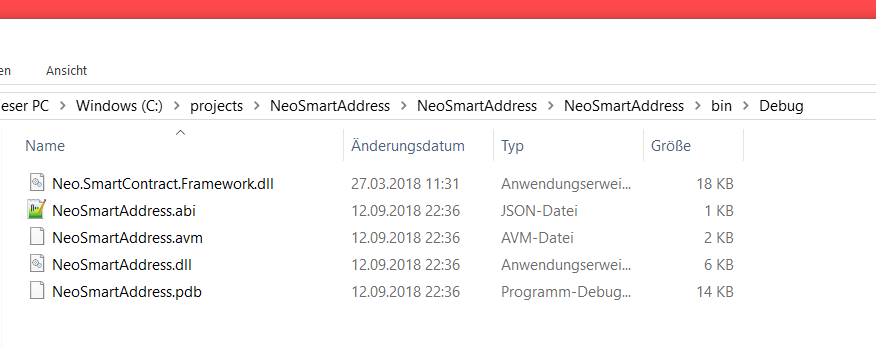 en Ansicht
eser PC > Windows (C:) > projects > NeoSmartAddress > NeoSmartAddress > NeoSmartAddress > bin > Debug
Name Änderungsdatum Typ Größe
Neo.SmartContract.Framework.dll 27.03.2018 11:31 Anwendungserwei... 18 KB
NeoSmartAddress.abi 12.09.2018 22:36 JSON-Datei 1 KB
NeoSmartAddress.avm 12.09.2018 22:36 AVM-Datei 2 KB
NeoSmartAddress.dll 12.09.2018 22:36 Anwendungserwei... 6 KB
NeoSmartAddress.pdb 12.09.2018 22:36 Programm-Debug... 14 KB